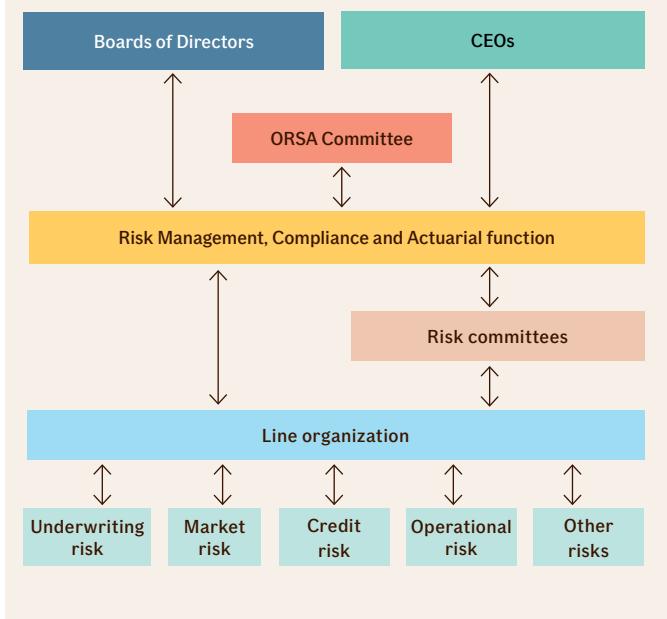 Boards of Directors
CEOs
ORSA Committee
Risk Management, Compliance and Actuarial function
Risk committees
Line organization
Underwriting
risk
Market
risk
Credit
risk
Operational
risk
Other
risks